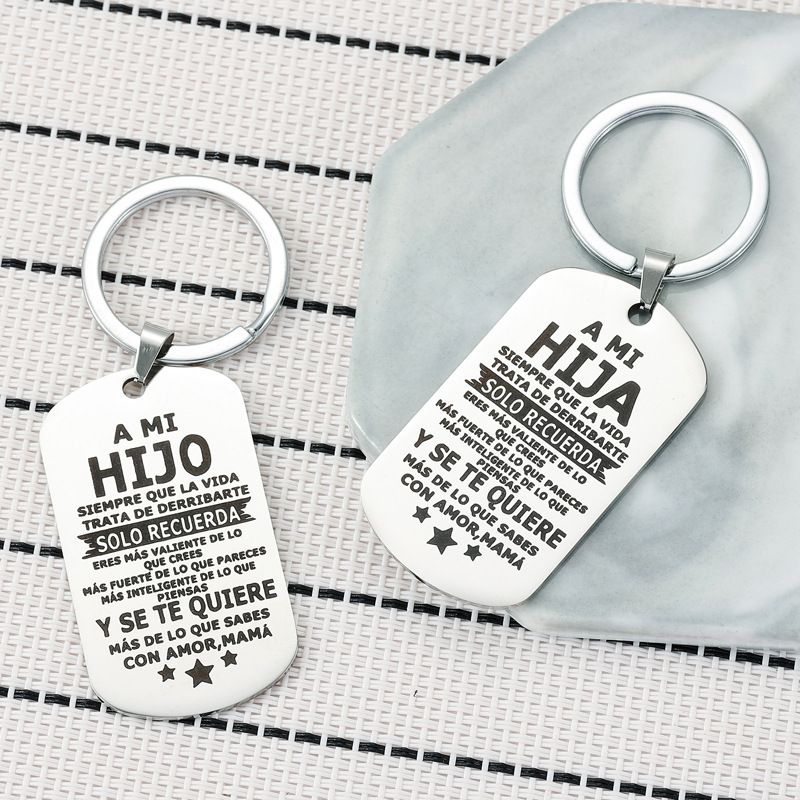 A MI
HIJO
SIEMPRE QUE LA VIDA
TRATA DE DERRIBARTE
SOLO RECUERDA
ERES MÁS VALIENTE DE LO
QUE CREES
MÁS FUERTE DE LO QUE PARECES
MÁS INTELIGENTE DE LO QUE
PIENSAS
Y SE TE QUIERE
MÁS DE LO QUE SABES
CON AMOR,MAMÁ
A MI
HIJA
SIEMPRE QUE LA VIDA
TRATA DE DERRIBARTE
SOLO RECUERDA
ERES MÁS VALIENTE DE LO
QUE CREES
MÁS FUERTE DE LO QUE PARECES
MÁS INTELIGENTE DE LO QUE
PIENSAS
Y SE TE QUIERE
MÁS DE LO QUE SABES
CON AMOR,MAMÁ